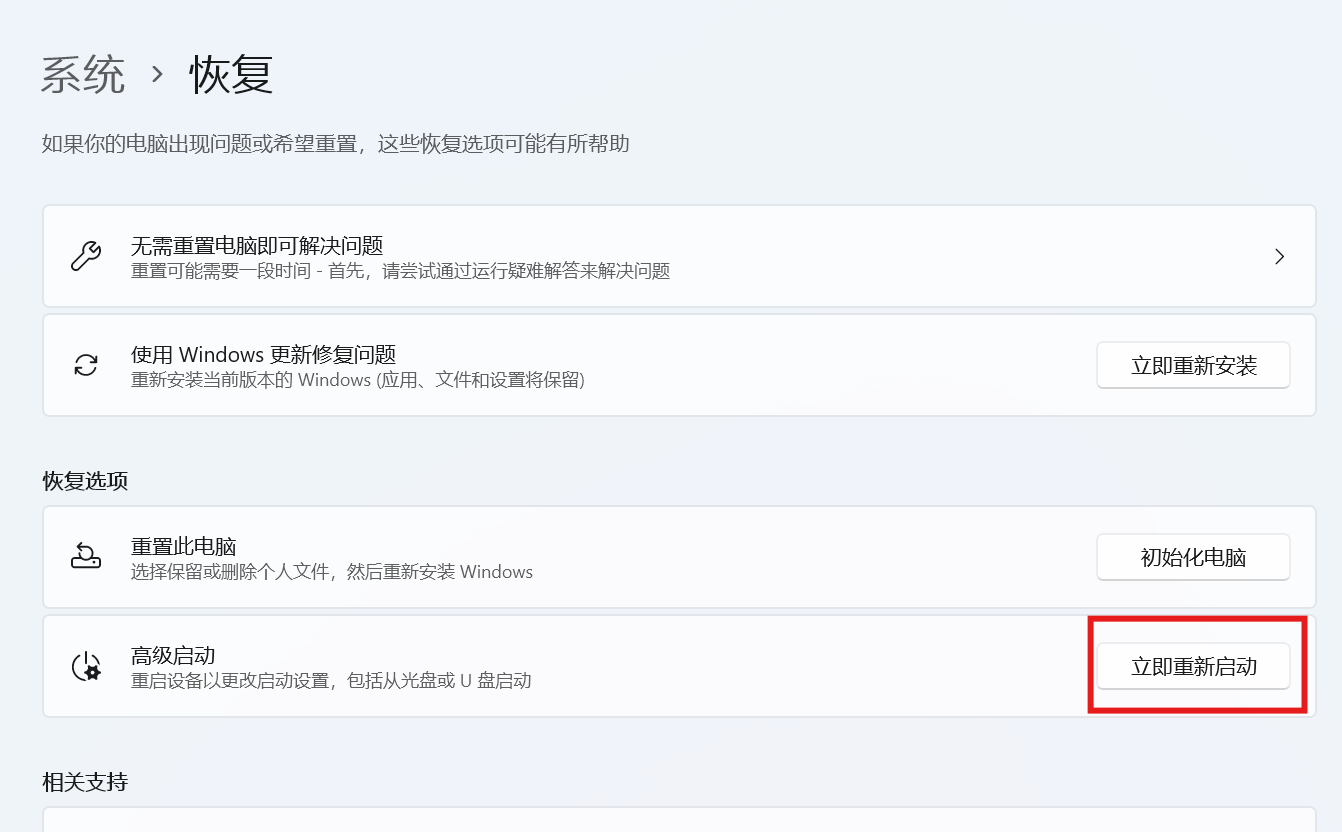 系统 › 恢复
如果你的电脑出现问题或希望重置，这些恢复选项可能有所帮助
无需重置电脑即可解决问题
重置可能需要一段时间 - 首先，请尝试通过运行疑难解答来解决问题
使用 Windows 更新修复问题
重新安装当前版本的 Windows (应用、文件和设置将保留)
立即重新安装
恢复选项
重置此电脑
选择保留或删除个人文件，然后重新安装 Windows
初始化电脑
高级启动
重启设备以更改启动设置，包括从光盘或 U 盘启动
立即重新启动
相关支持